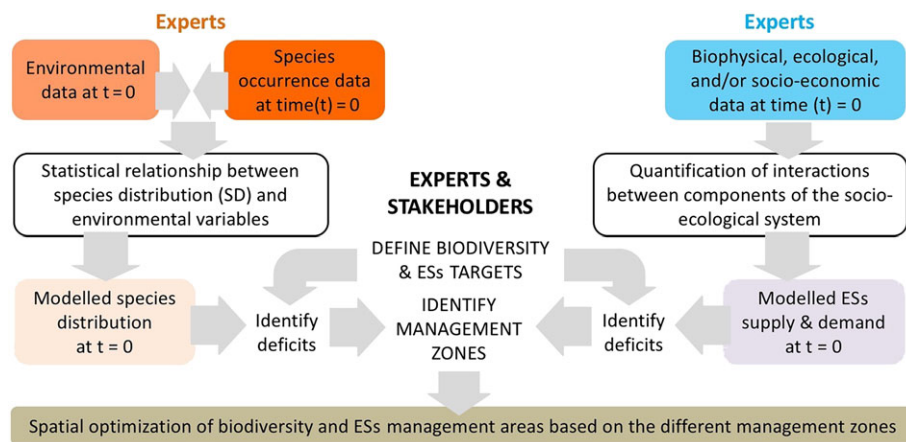 Experts
Experts
Environmental
data at t = 0
Species
occurrence data
at time(t) = 0
Biophysical, ecological,
and/or socio-economic
data at time (t) = 0
Statistical relationship between
species distribution (SD) and
environmental variables
EXPERTS &
STAKEHOLDERS
Quantification of interactions
between components of the socio-
ecological system
DEFINE BIODIVERSITY
& ESs TARGETS
Modelled species
distribution
at t = 0
Identify
deficits
IDENTIFY
MANAGEMENT
ZONES
Identify
deficits
Modelled ESs
supply & demand
at t = 0
Spatial optimization of biodiversity and ESs management areas based on the different management zones